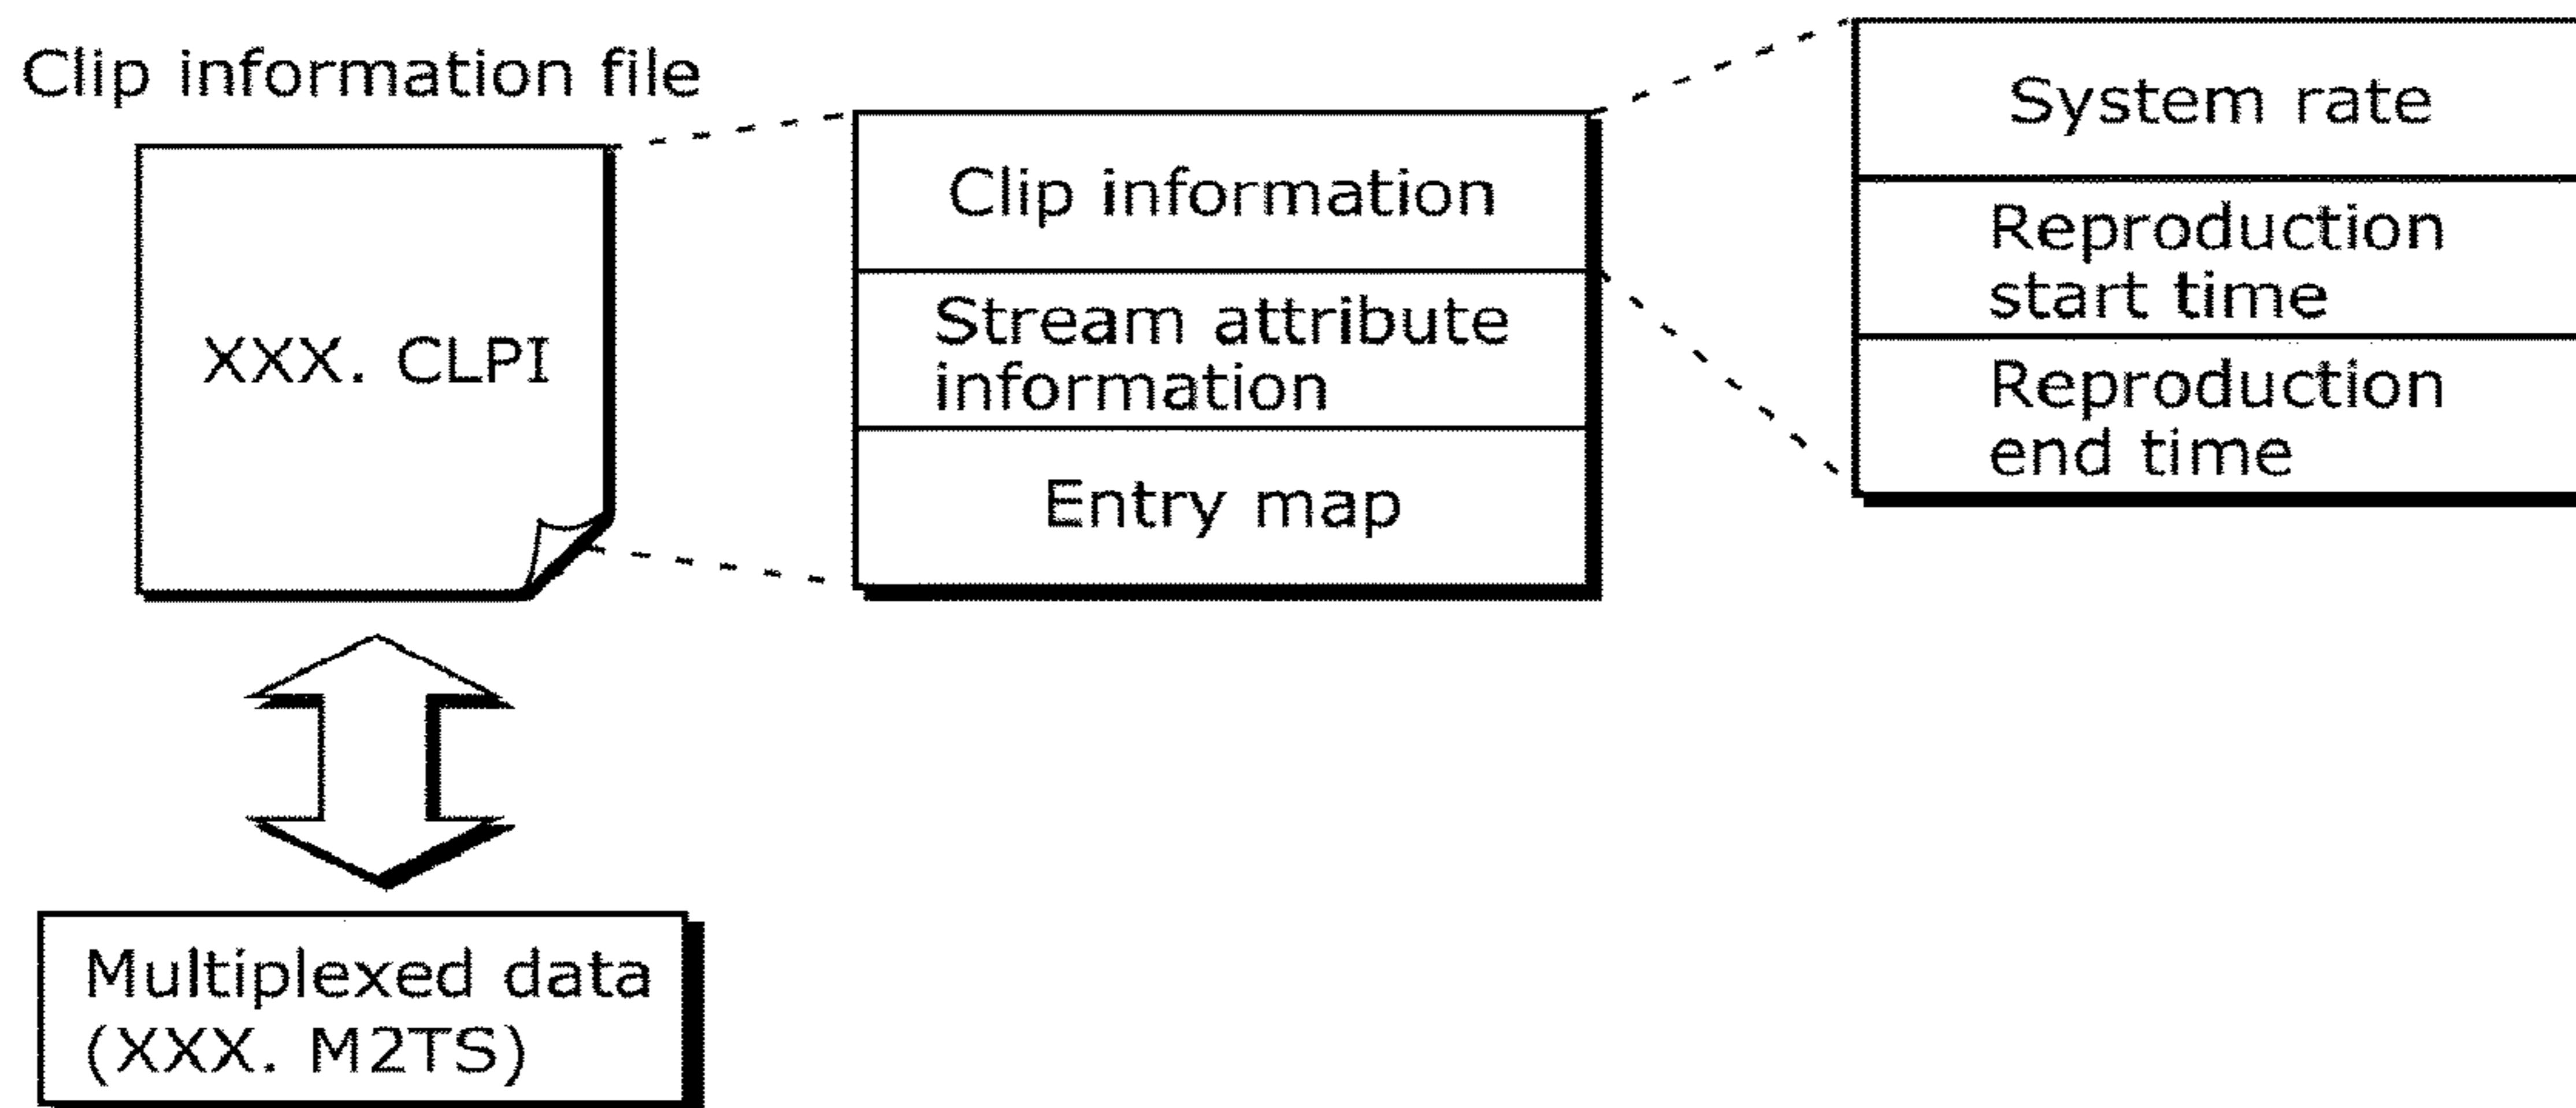 Clip information file
XXX. CLPI
Clip information
Stream attribute
information
Entry map
System rate
Reproduction
start time
Reproduction
end time
Multiplexed data
(XXX. M2TS)